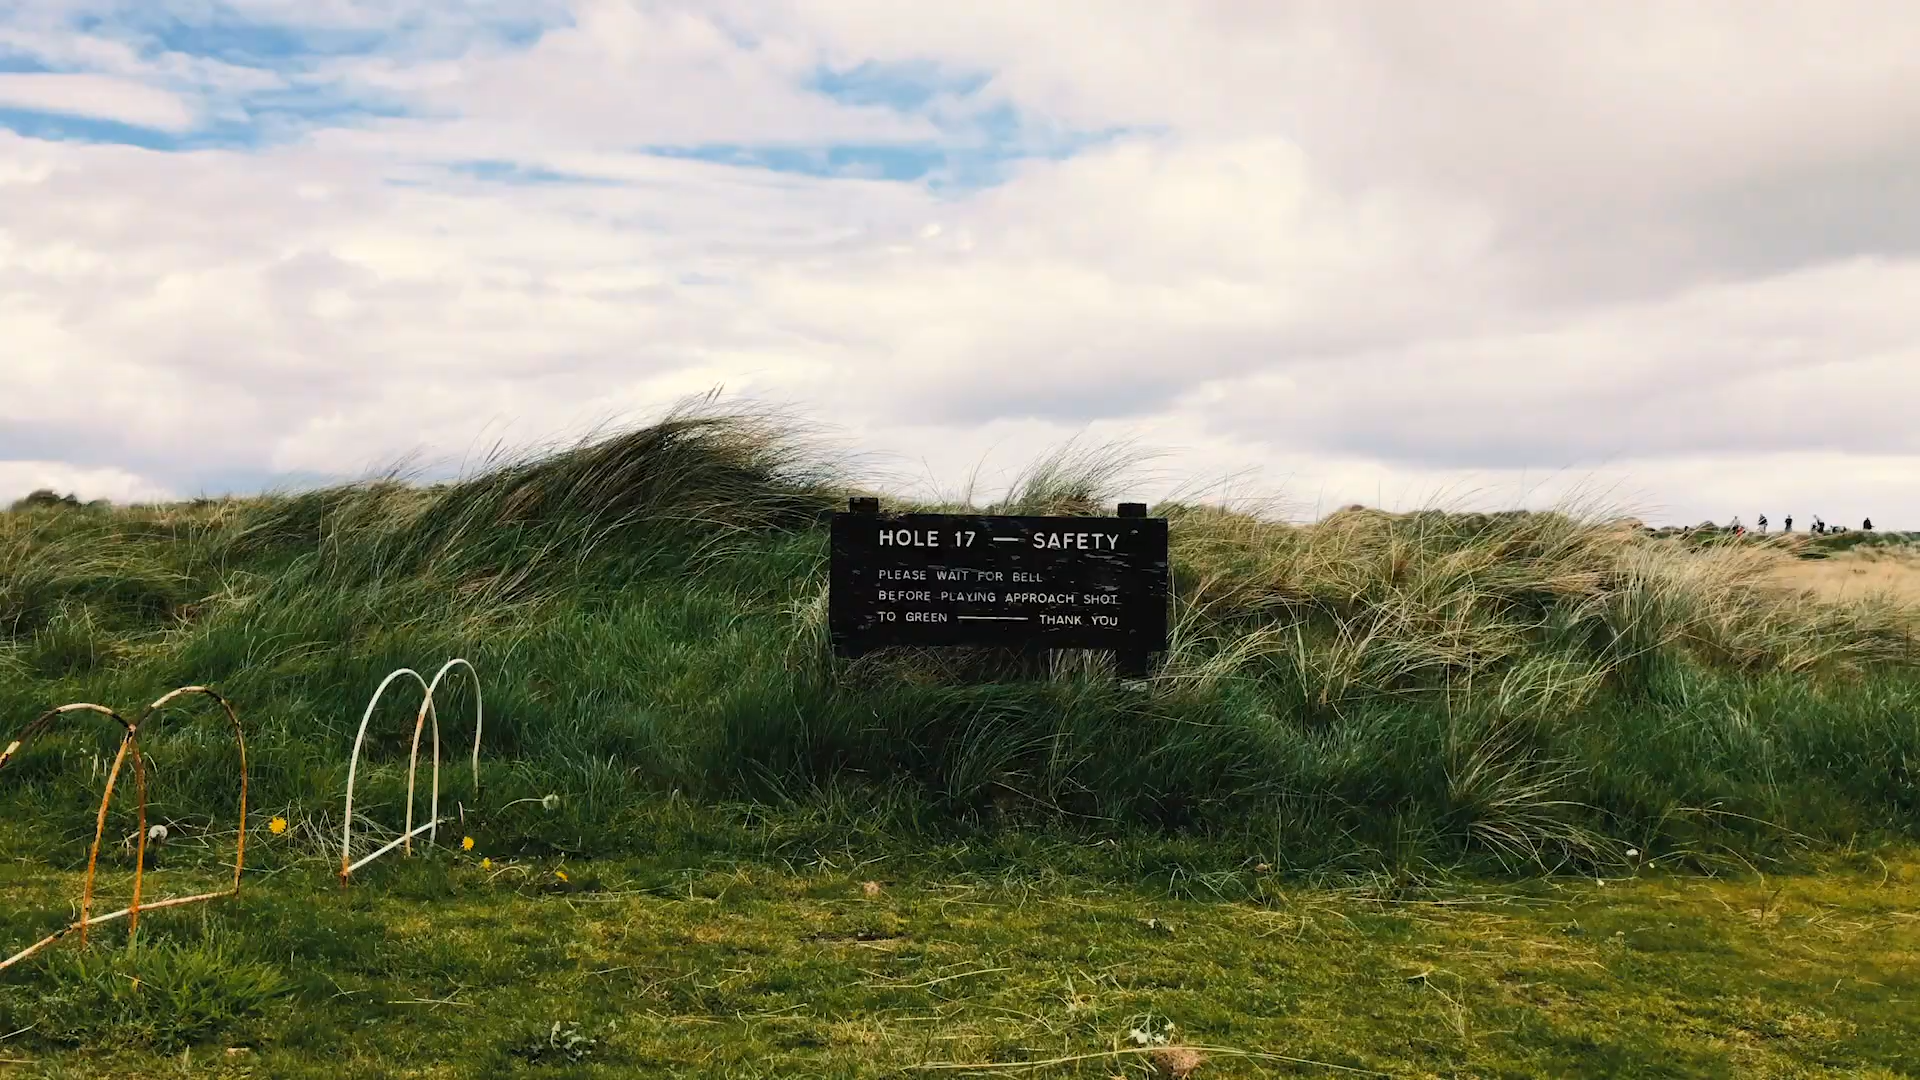 HOLE 17 — SAFETY
PLEASE WAIT FOR BELL
BEFORE PLAYING APPROACH SHOT
TO GREEN ——— THANK YOU